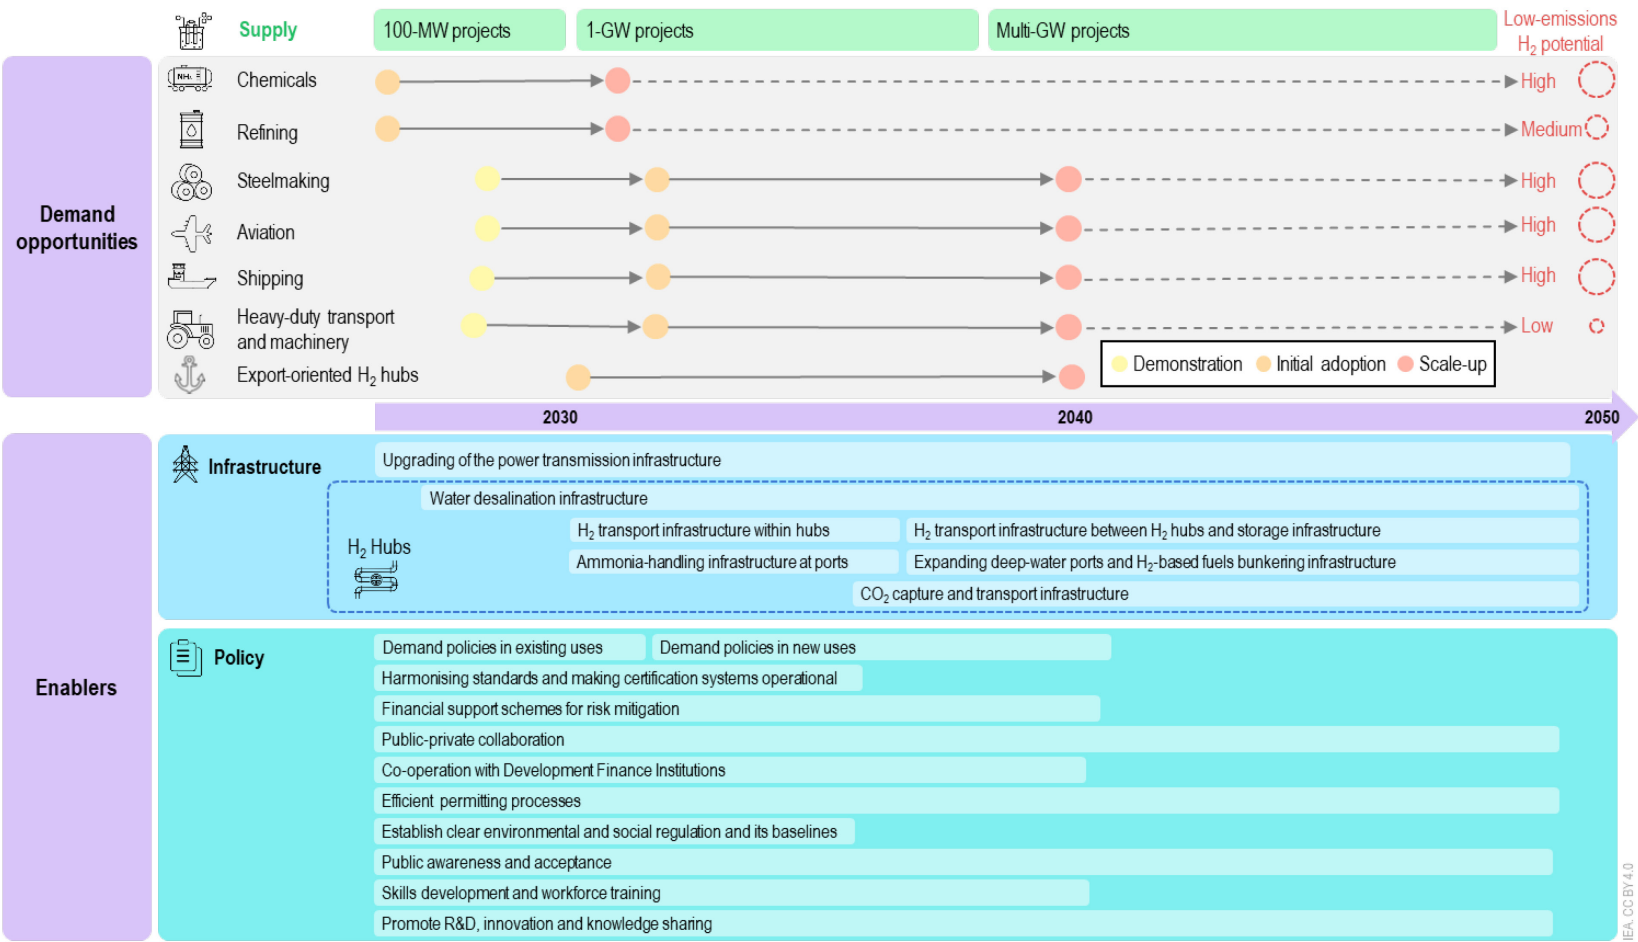 Supply
100-MW projects
1-GW projects
Multi-GW projects
Low-emissions
H₂ potential
Demand
opportunities
NH₃
Chemicals
High
Refining
Medium
Steelmaking
High
Aviation
High
Shipping
High
Heavy-duty transport
and machinery
Low
Export-oriented H₂ hubs
Demonstration
Initial adoption
Scale-up
2030
2040
2050
Enablers
Infrastructure
Upgrading of the power transmission infrastructure
H₂ Hubs
Water desalination infrastructure
H₂ transport infrastructure within hubs
H₂ transport infrastructure between H₂ hubs and storage infrastructure
Ammonia-handling infrastructure at ports
Expanding deep-water ports and H₂-based fuels bunkering infrastructure
CO₂ capture and transport infrastructure
Policy
Demand policies in existing uses
Demand policies in new uses
Harmonising standards and making certification systems operational
Financial support schemes for risk mitigation
Public-private collaboration
Co-operation with Development Finance Institutions
Efficient permitting processes
Establish clear environmental and social regulation and its baselines
Public awareness and acceptance
Skills development and workforce training
Promote R&D, innovation and knowledge sharing
IEA. CC BY 4.0